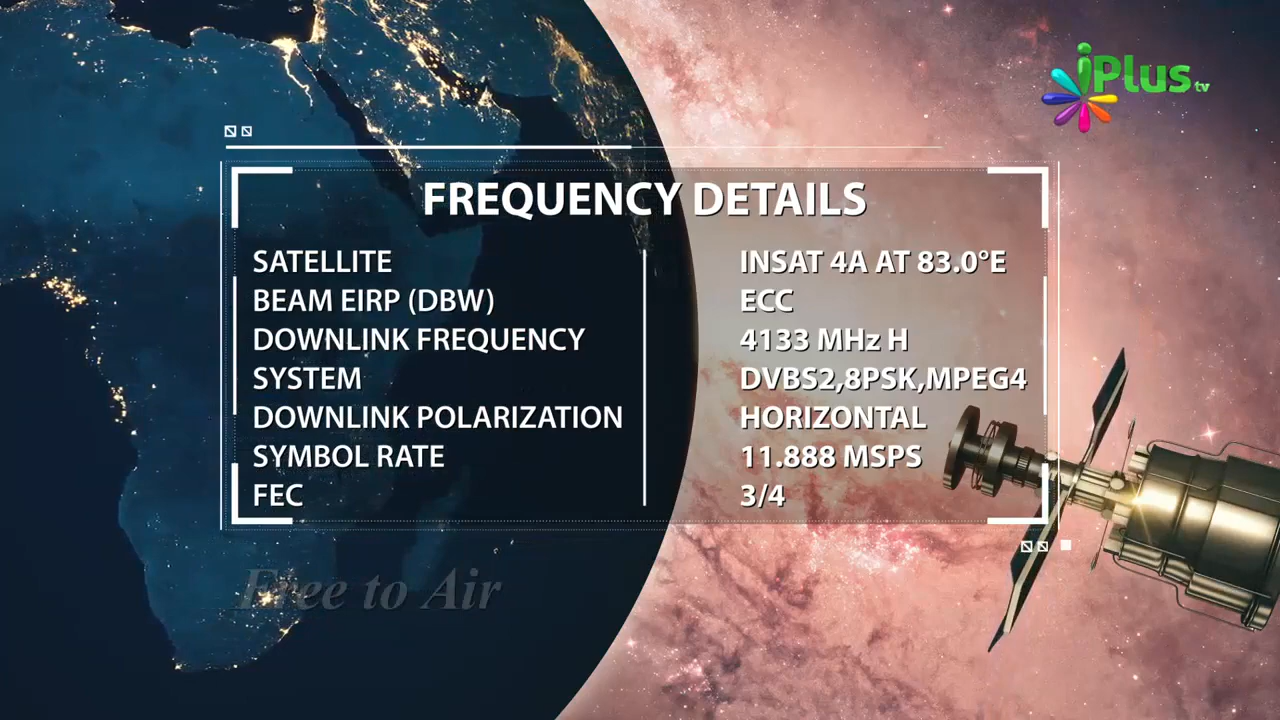 iPlus tv
FREQUENCY DETAILS
SATELLITE INSAT 4A AT 83.0°E
BEAM EIRP (DBW) ECC
DOWNLINK FREQUENCY 4133 MHz H
SYSTEM DVBS2,8PSK,MPEG4
DOWNLINK POLARIZATION HORIZONTAL
SYMBOL RATE 11.888 MSPS
FEC 3/4
Free to Air